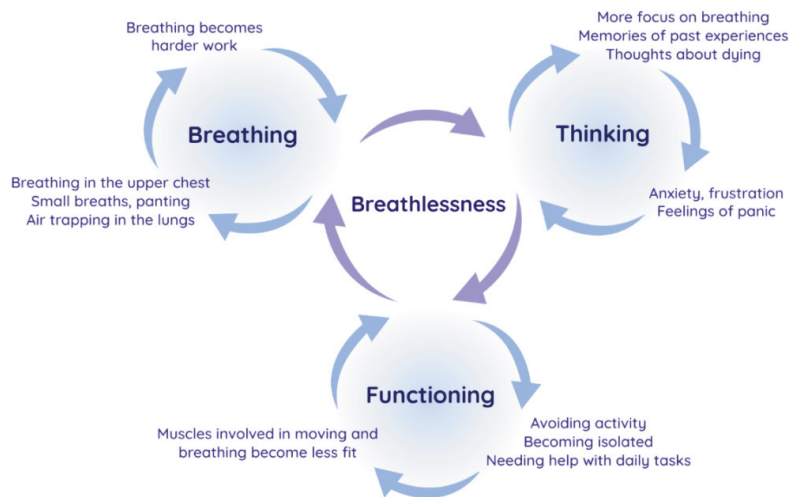 Breathing becomes
harder work
Breathing
Breathing in the upper chest
Small breaths, panting
Air trapping in the lungs
More focus on breathing
Memories of past experiences
Thoughts about dying
Thinking
Anxiety, frustration
Feelings of panic
Breathlessness
Functioning
Avoiding activity
Becoming isolated
Needing help with daily tasks
Muscles involved in moving and
breathing become less fit